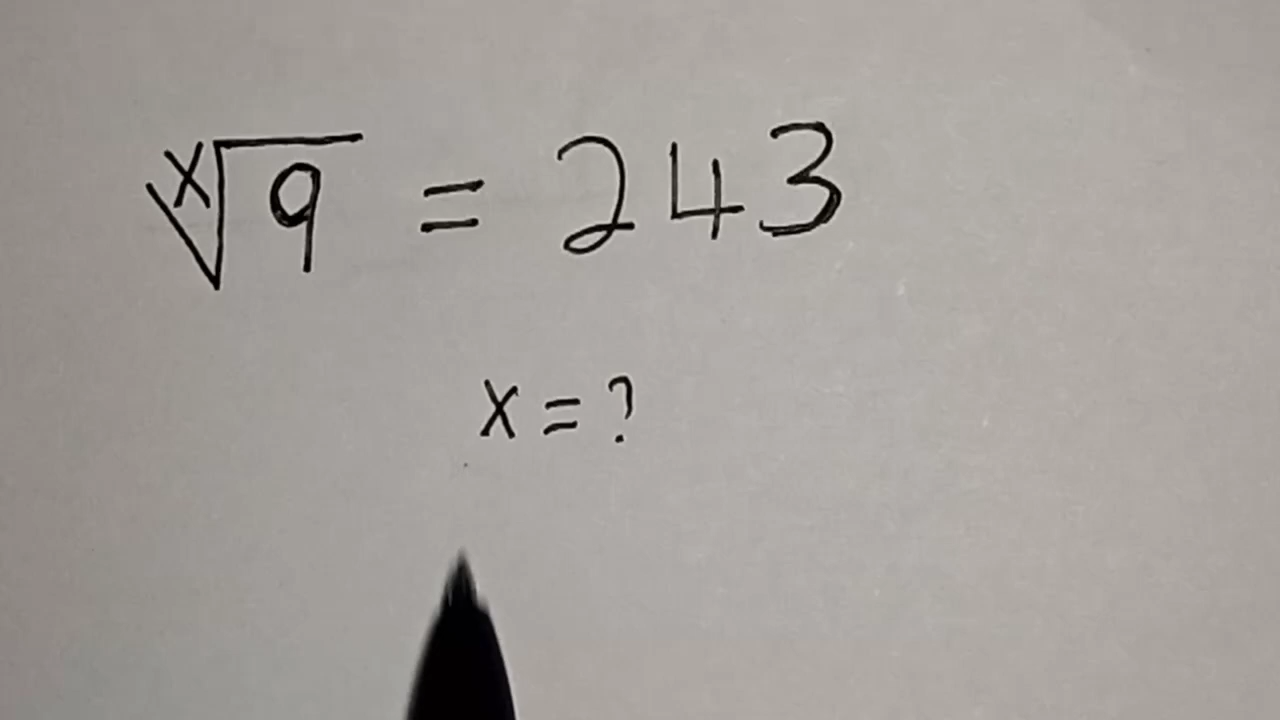 ˣ√9 = 243
x = ?